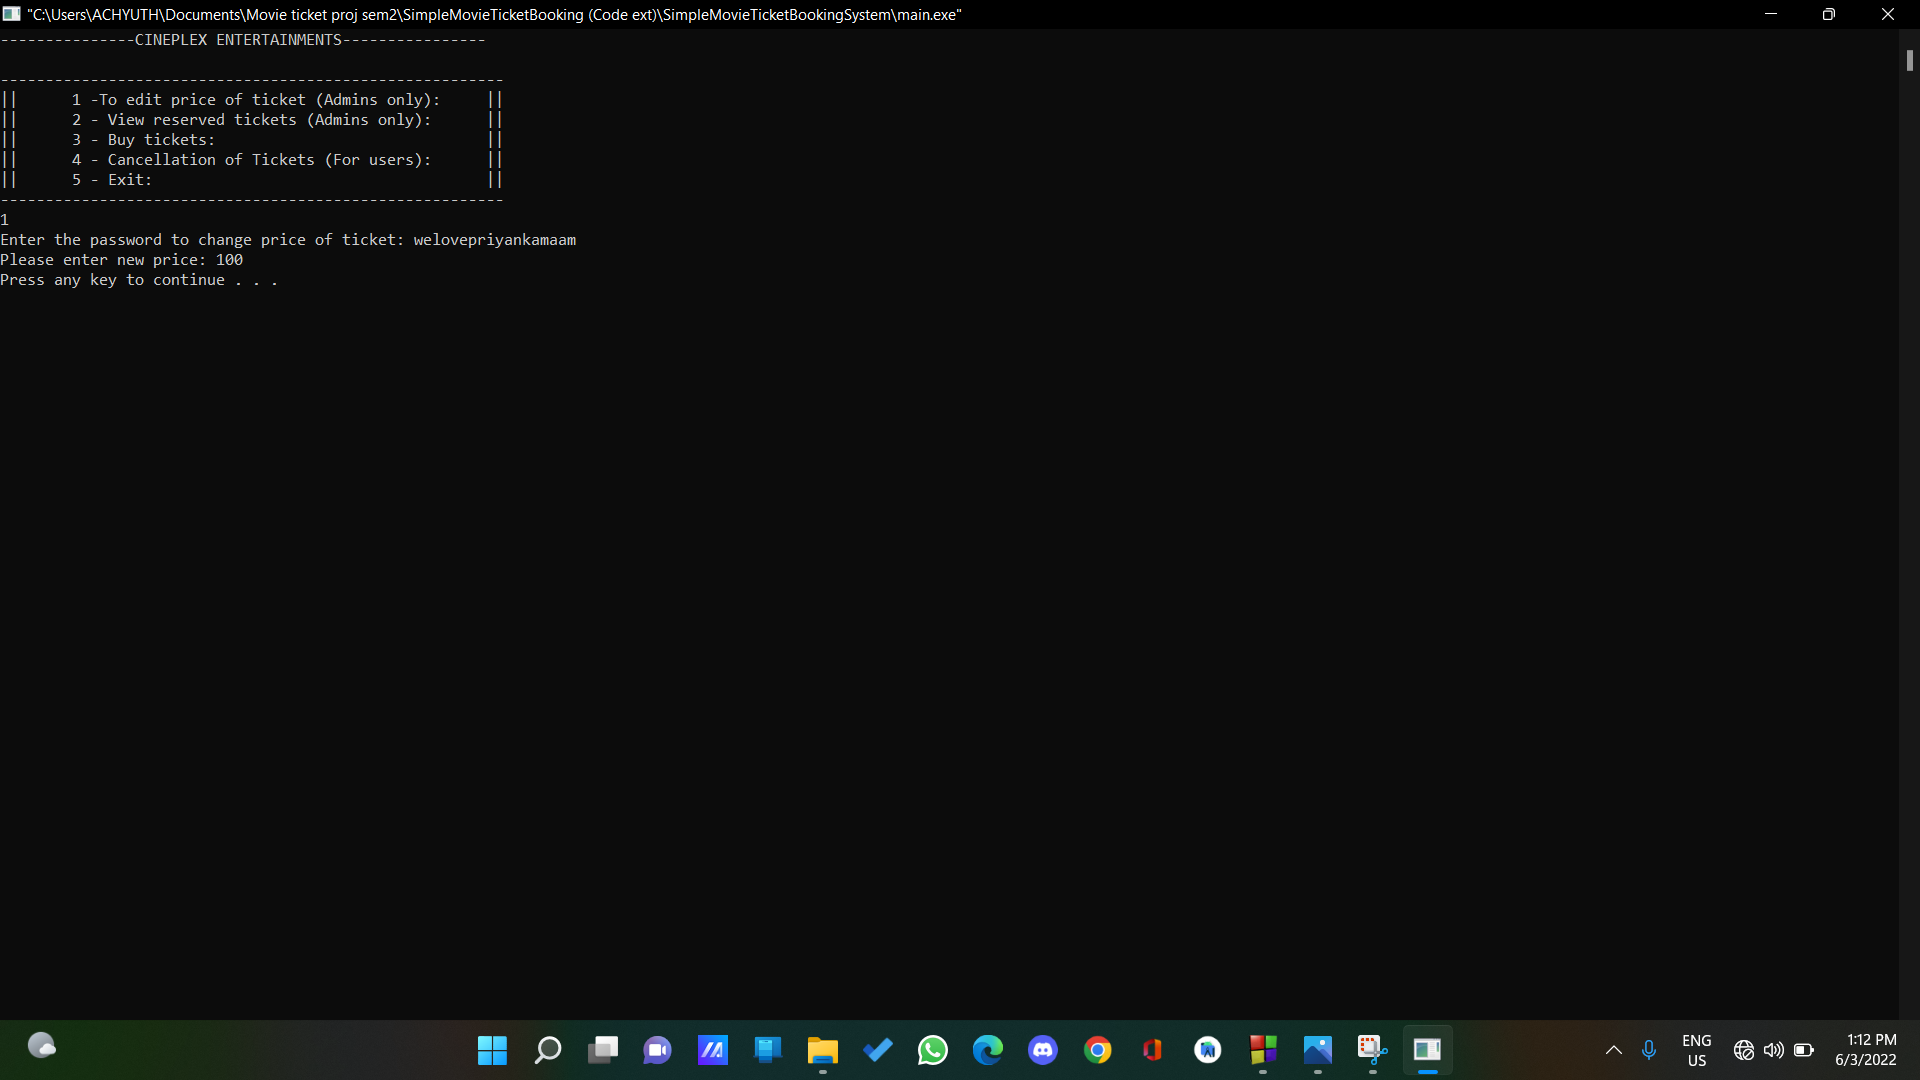 "C:\Users\ACHYUTH\Documents\Movie ticket proj sem2\SimpleMovieTicketBooking (Code ext)\SimpleMovieTicketBookingSystem\main.exe"
---------------CINEPLEX ENTERTAINMENTS----------------
--------------------------------------------------------
||      1 -To edit price of ticket (Admins only):     ||
||      2 - View reserved tickets (Admins only):      ||
||      3 - Buy tickets:                              ||
||      4 - Cancellation of Tickets (For users):      ||
||      5 - Exit:                                     ||
--------------------------------------------------------
1
Enter the password to change price of ticket: welovepriyankamaam
Please enter new price: 100
Press any key to continue . . .
ENG
US
1:12 PM
6/3/2022